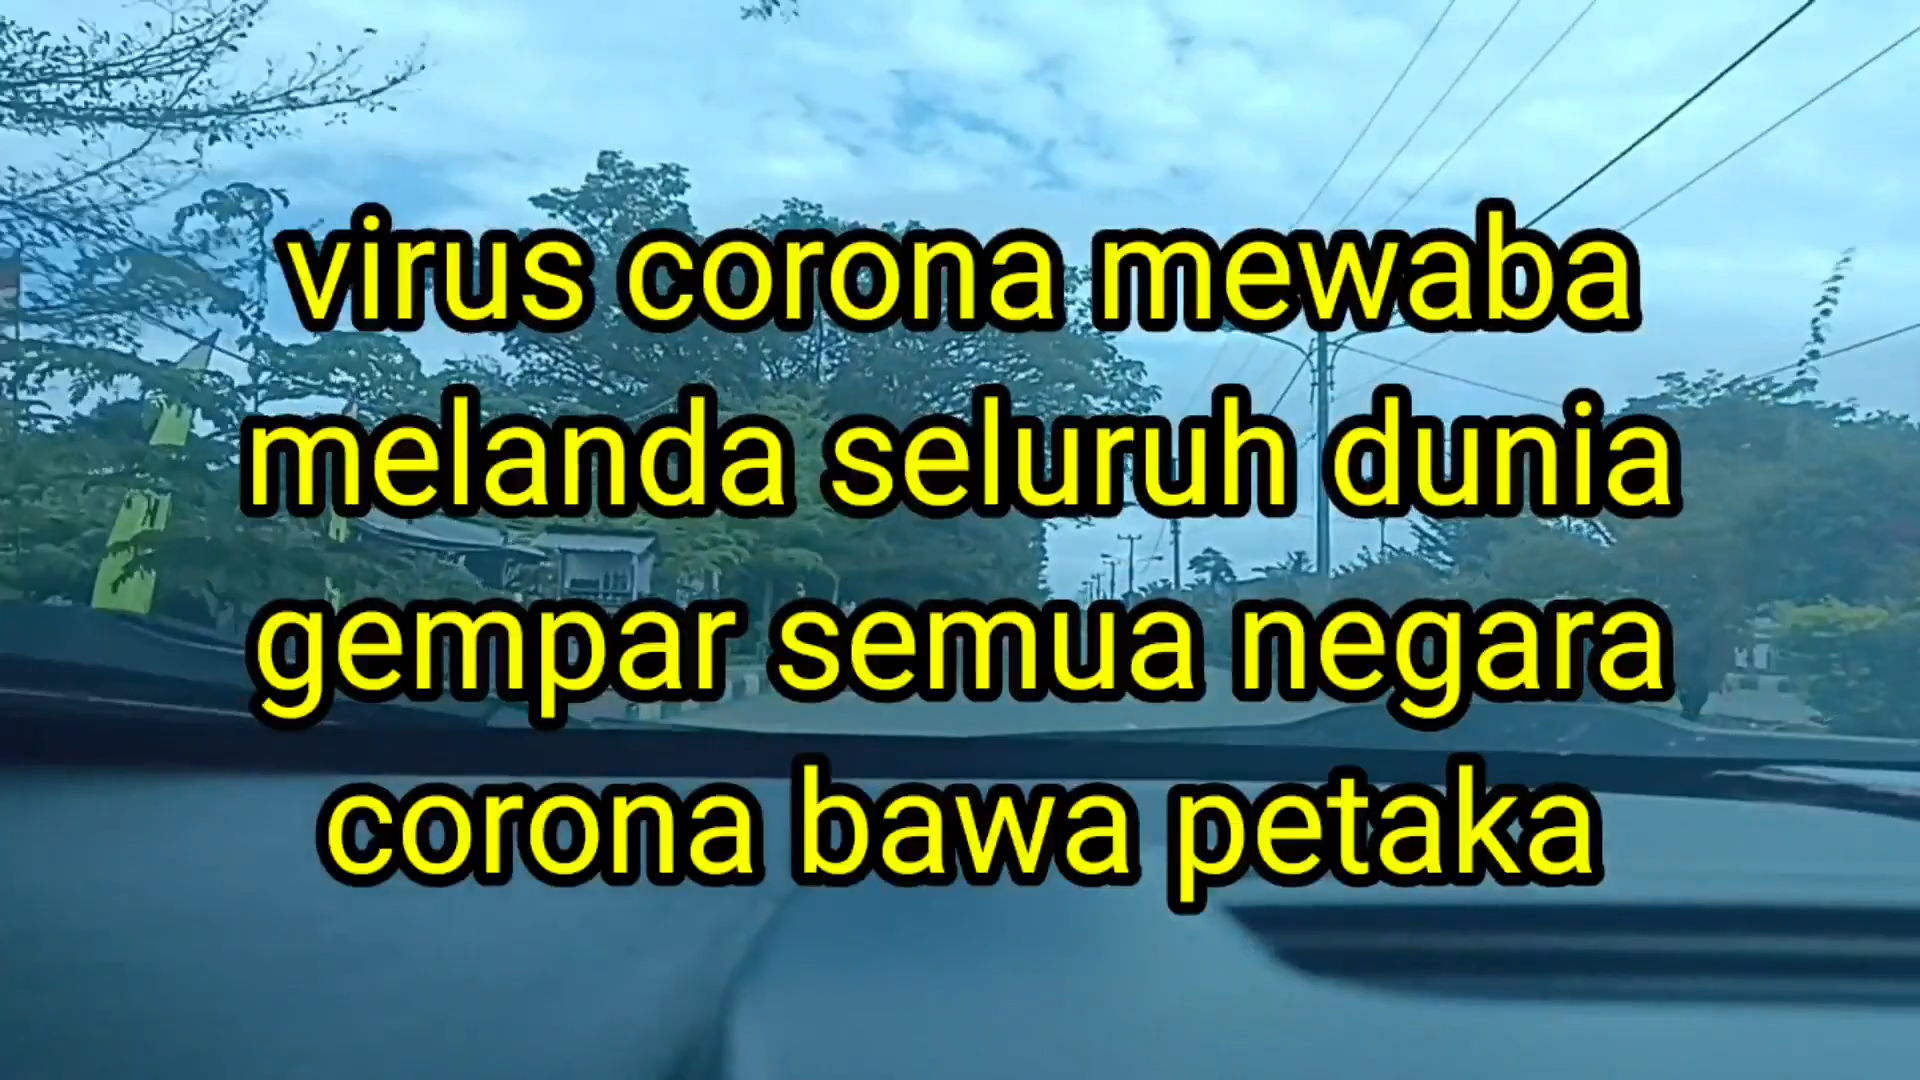 virus corona mewaba
melanda seluruh dunia
gempar semua negara
corona bawa petaka